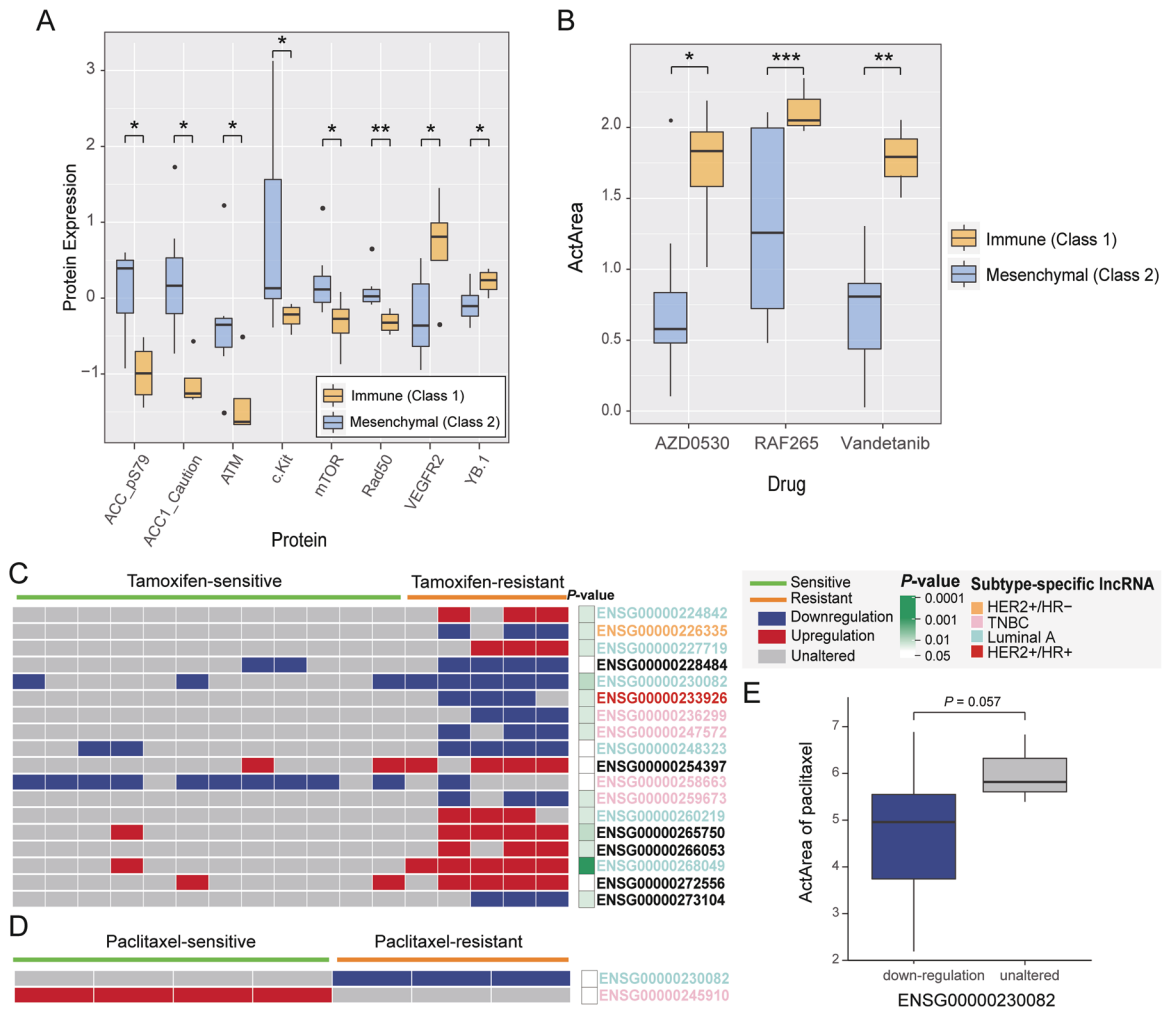 A
Protein Expression
3
2
1
0
−1
*
*
*
*
*
**
*
*
Immune (Class 1)
Mesenchymal (Class 2)
ACC_pS79
ACC1_Caution
ATM
c.Kit
mTOR
Rad50
VEGFR2
YB.1
Protein
B
ActArea
2.0
1.5
1.0
0.5
0.0
*
***
**
AZD0530
RAF265
Vandetanib
Drug
Immune (Class 1)
Mesenchymal (Class 2)
C
Tamoxifen-sensitive
Tamoxifen-resistant
P-value
ENSG00000224842
ENSG00000226335
ENSG00000227719
ENSG00000228484
ENSG00000230082
ENSG00000233926
ENSG00000236299
ENSG00000247572
ENSG00000248323
ENSG00000254397
ENSG00000258663
ENSG00000259673
ENSG00000260219
ENSG00000265750
ENSG00000266053
ENSG00000268049
ENSG00000272556
ENSG00000273104
Sensitive
Resistant
Downregulation
Upregulation
Unaltered
P-value
0.0001
0.001
0.01
0.05
Subtype-specific lncRNA
HER2+/HR−
TNBC
Luminal A
HER2+/HR+
D
Paclitaxel-sensitive
Paclitaxel-resistant
ENSG00000230082
ENSG00000245910
E
P = 0.057
ActArea of paclitaxel
7
6
5
4
3
2
down-regulation
unaltered
ENSG00000230082